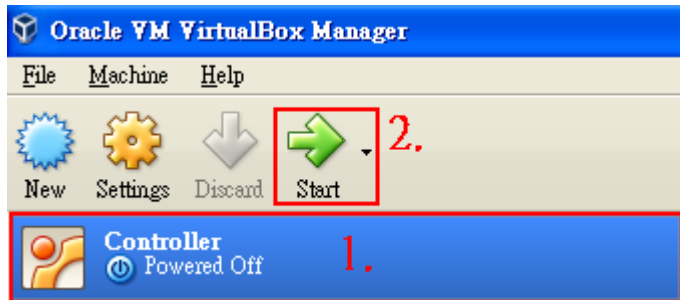 Oracle VM VirtualBox Manager
File Machine Help
New Settings Discard Start 2.
Controller
Powered Off 1.